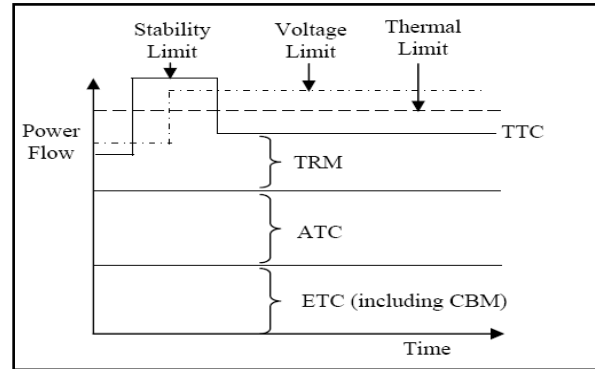 Stability
Limit
Voltage
Limit
Thermal
Limit
Power
Flow
TTC
TRM
ATC
ETC (including CBM)
Time